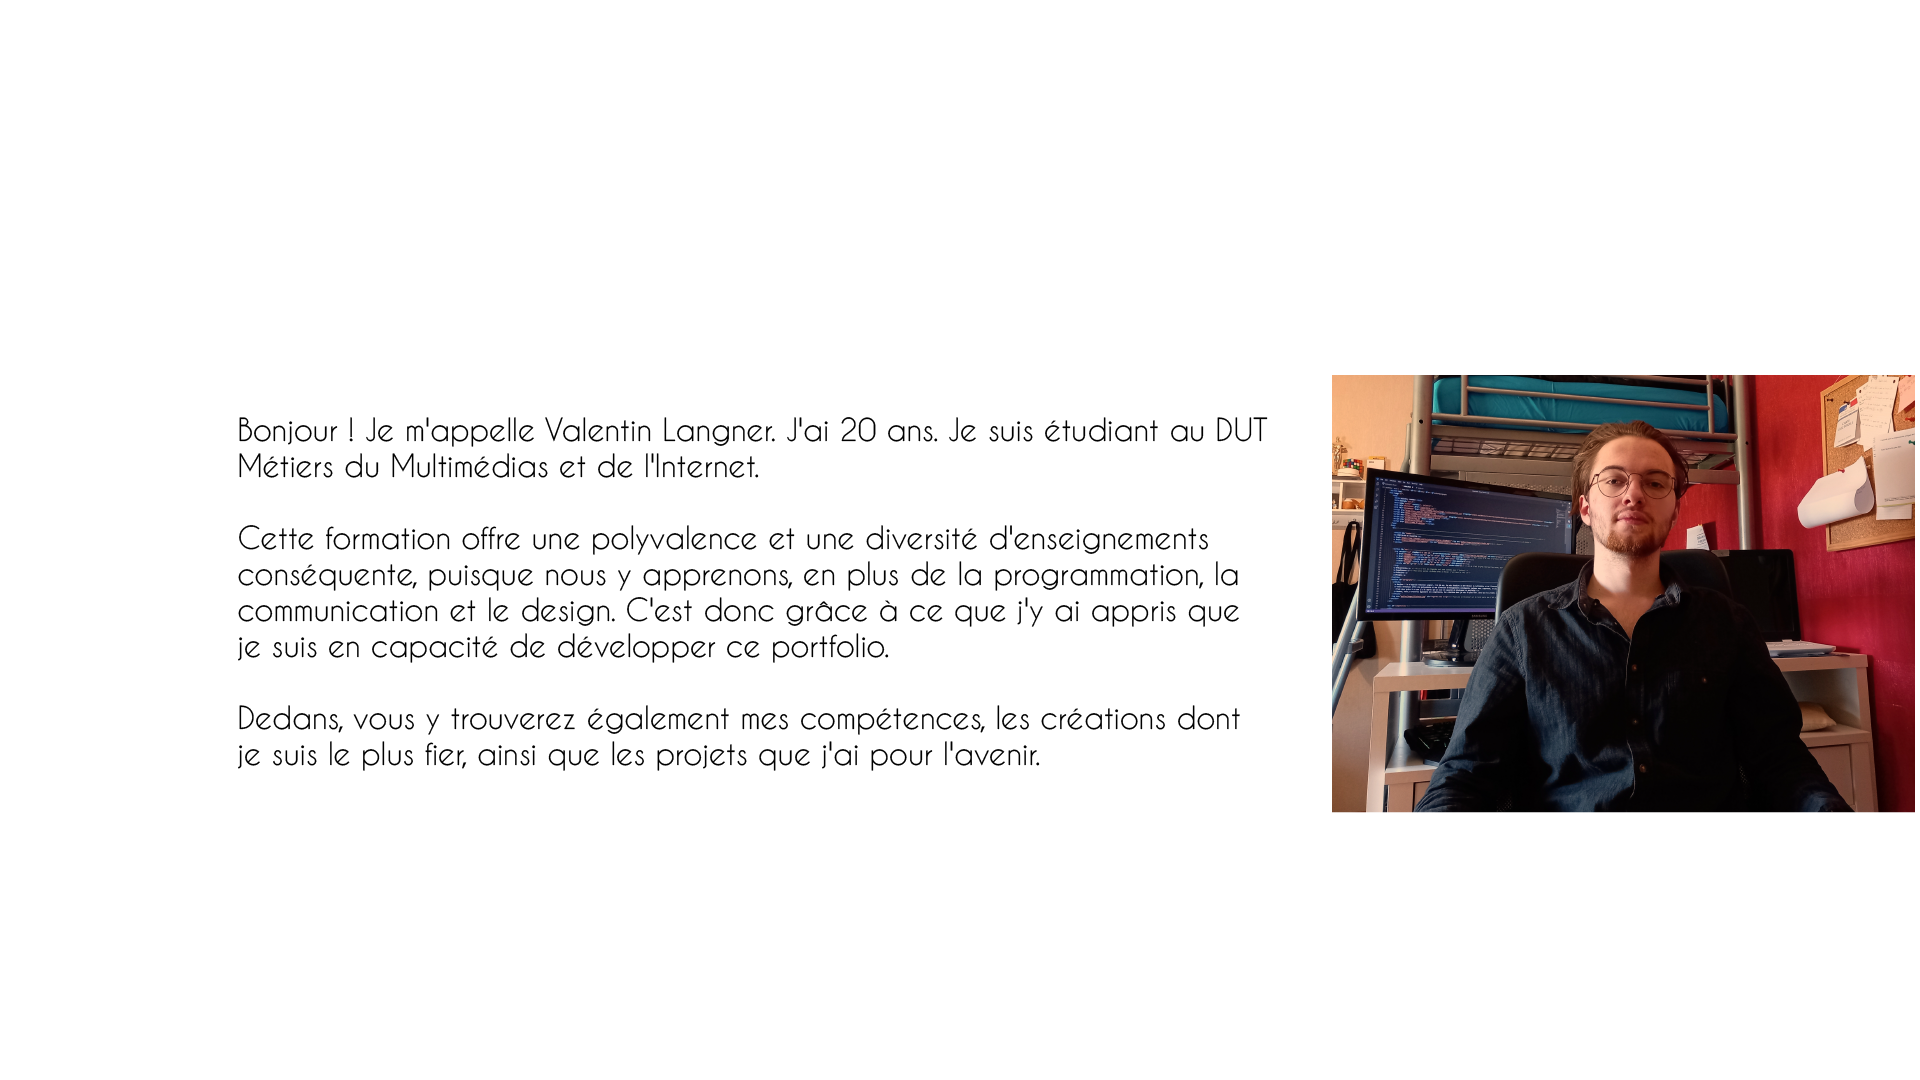 Bonjour ! Je m'appelle Valentin Langner. J'ai 20 ans. Je suis étudiant au DUT
Métiers du Multimédias et de l'Internet.
Cette formation offre une polyvalence et une diversité d'enseignements
conséquente, puisque nous y apprenons, en plus de la programmation, la
communication et le design. C'est donc grâce à ce que j'y ai appris que
je suis en capacité de développer ce portfolio.
Dedans, vous y trouverez également mes compétences, les créations dont
je suis le plus fier, ainsi que les projets que j'ai pour l'avenir.